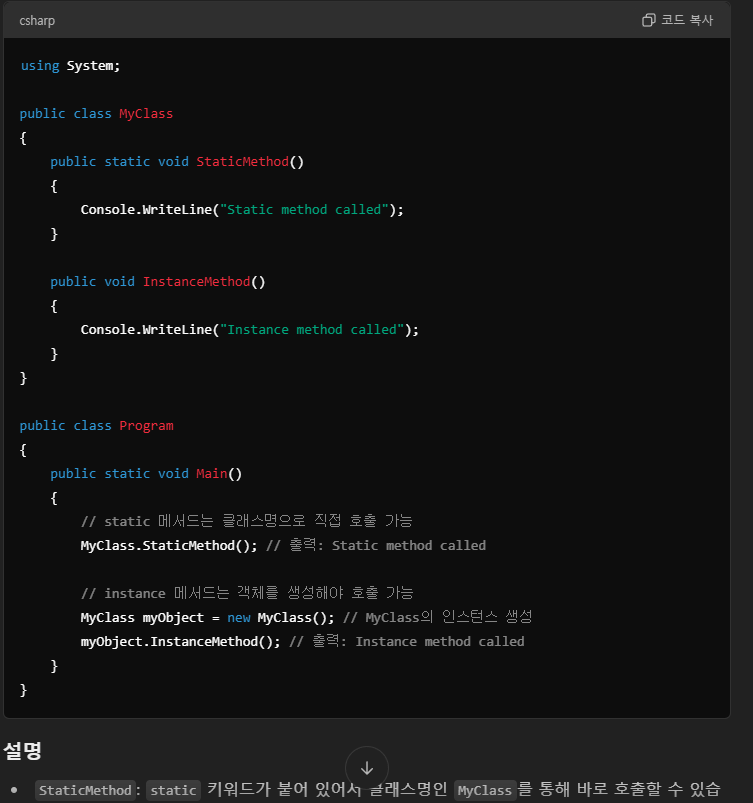 csharp
코드 복사
using System;
public class MyClass
{
public static void StaticMethod()
{
Console.WriteLine("Static method called");
}
public void InstanceMethod()
{
Console.WriteLine("Instance method called");
}
}
public class Program
{
public static void Main()
{
// static 메서드는 클래스명으로 직접 호출 가능
MyClass.StaticMethod(); // 출력: Static method called
// instance 메서드는 객체를 생성해야 호출 가능
MyClass myObject = new MyClass(); // MyClass의 인스턴스 생성
myObject.InstanceMethod(); // 출력: Instance method called
}
}
설명
• StaticMethod: static 키워드가 붙어 있어서 클래스명인 MyClass를 통해 바로 호출할 수 있습